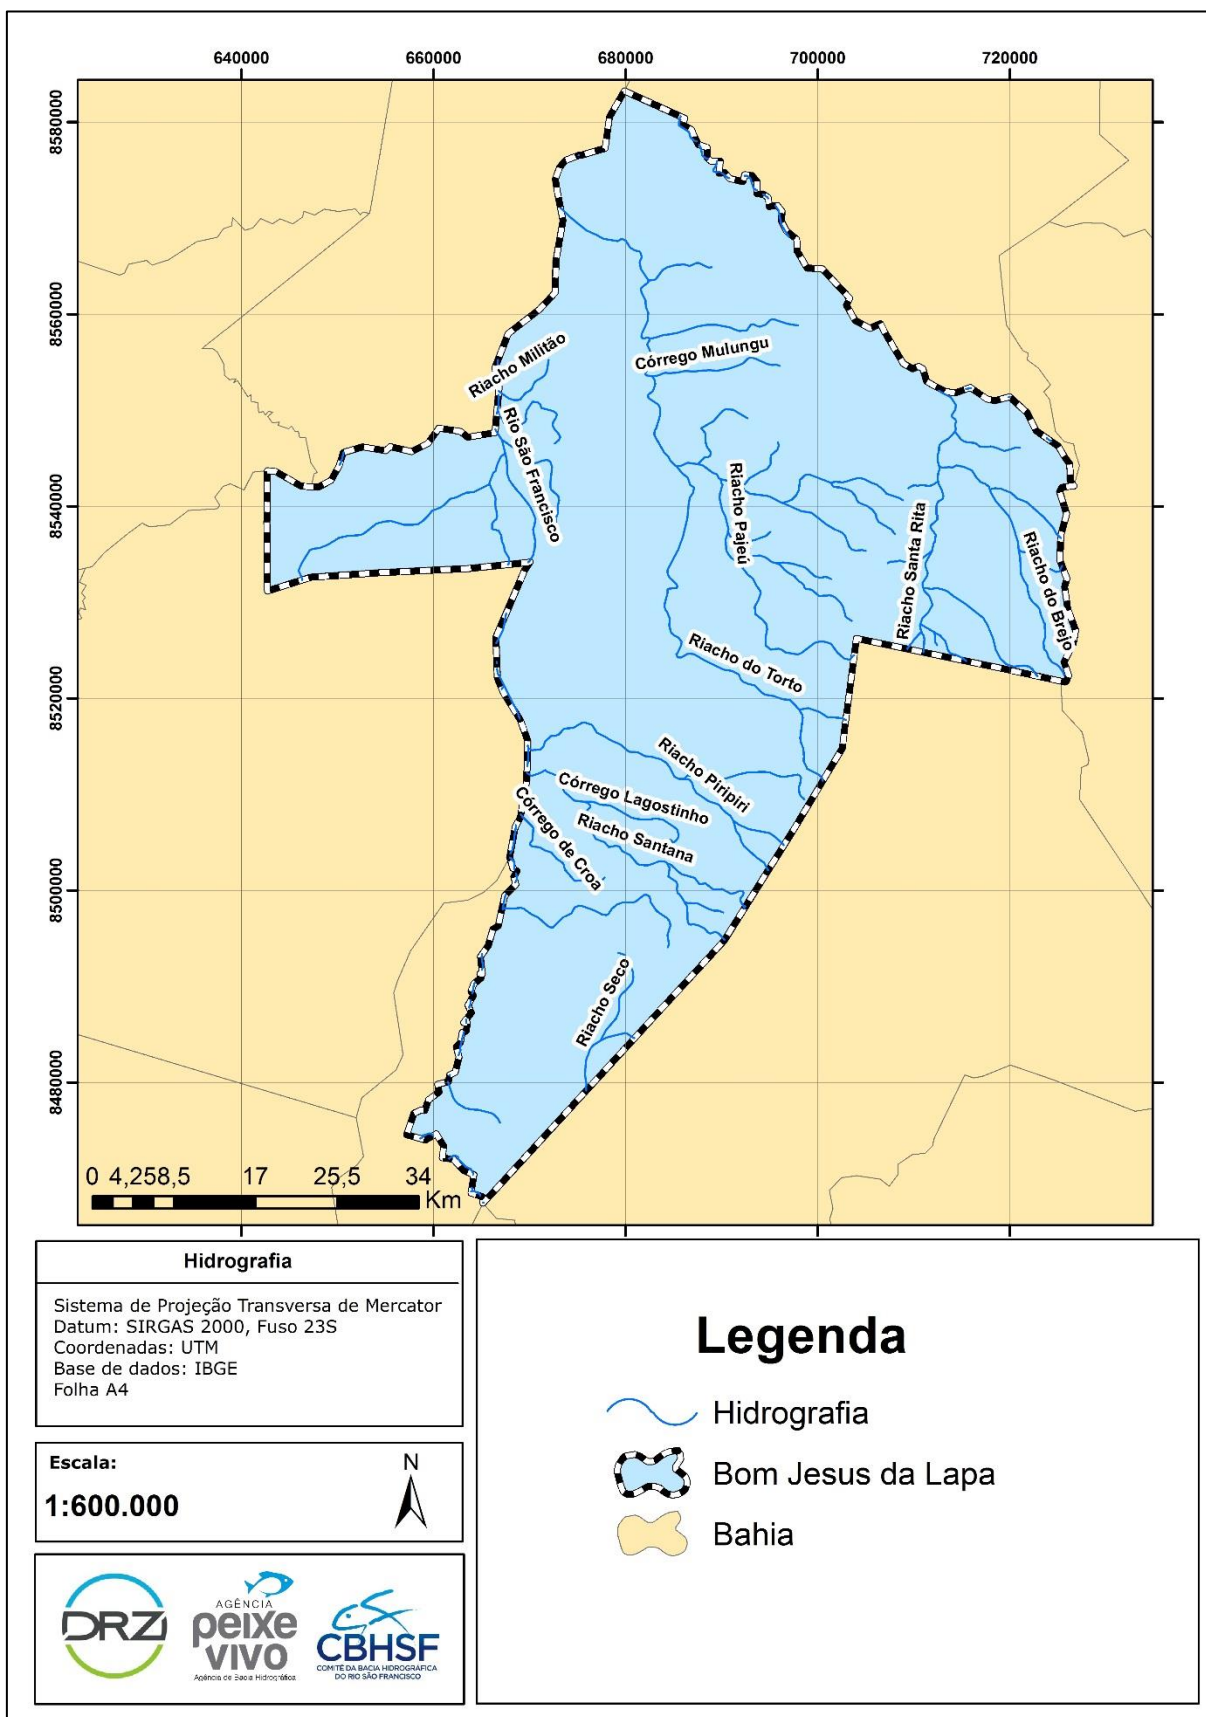 640000 660000 680000 700000 720000
8580000
8560000
8540000
8520000
8500000
8480000
Riacho Militão
Córrego Mulungu
Rio São Francisco
Riacho Pajeú
Riacho Santa Rita
Riacho do Brejo
Riacho do Torto
Riacho Piripiri
Córrego Lagostinho
Riacho Santana
Córrego de Croa
Riacho Seco
0 4,258,5 17 25,5 34
Km
Hidrografia
Sistema de Projeção Transversa de Mercator
Datum: SIRGAS 2000, Fuso 23S
Coordenadas: UTM
Base de dados: IBGE
Folha A4
Escala:
1:600.000
N
DRZ
AGÊNCIA
peixe
vivo
Agência de Bacia Hidrográfica
CBHSF
COMITÊ DA BACIA HIDROGRÁFICA
DO RIO SÃO FRANCISCO
Legenda
Hidrografia
Bom Jesus da Lapa
Bahia